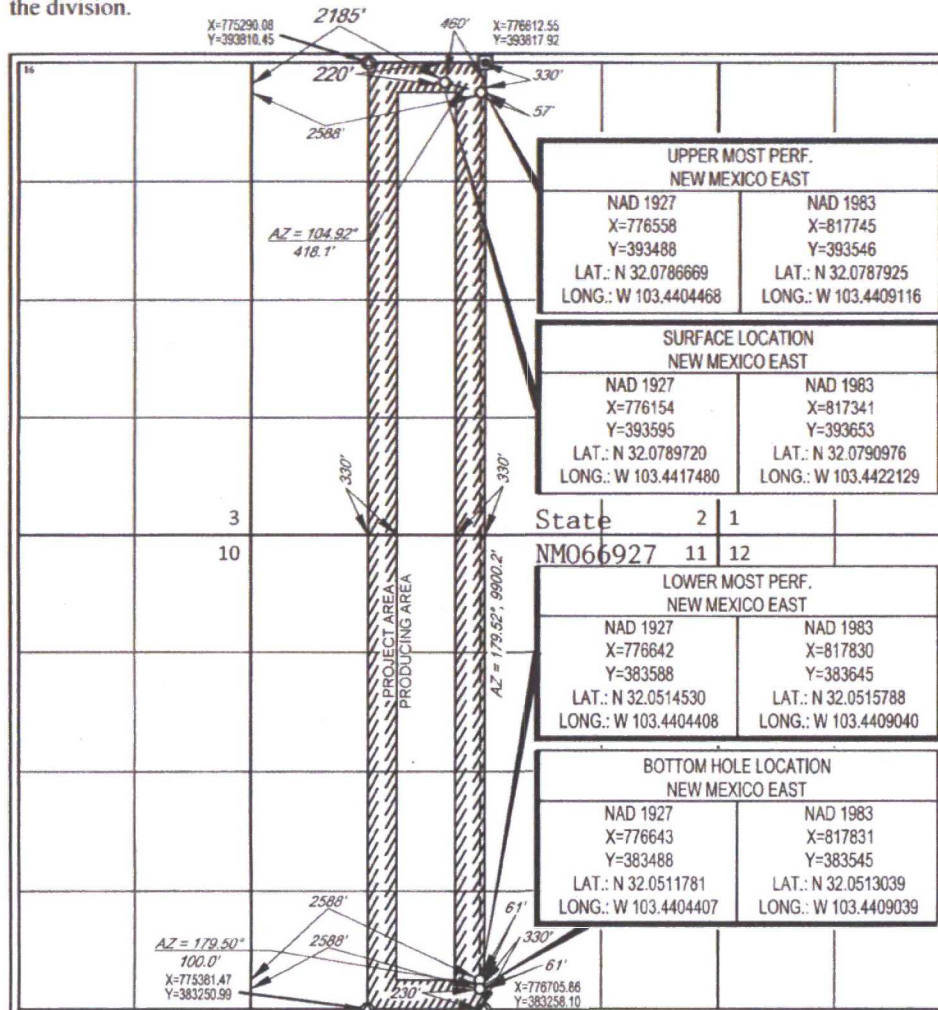 the division.
X=775290.08
Y=393810.45
2185'
460'
X=776612.55
Y=393817.92
16
220'
330'
57'
2588'
UPPER MOST PERF.
NEW MEXICO EAST
NAD 1927 NAD 1983
X=776558 X=817745
Y=393488 Y=393546
LAT.: N 32.0786669 LAT.: N 32.0787925
LONG.: W 103.4404468 LONG.: W 103.4409116
AZ = 104.92°
418.1'
SURFACE LOCATION
NEW MEXICO EAST
NAD 1927 NAD 1983
X=776154 X=817341
Y=393595 Y=393653
LAT.: N 32.0789720 LAT.: N 32.0790976
LONG.: W 103.4417480 LONG.: W 103.4422129
330'
330'
3 State 2 1
10 NM066927 11 12
PROJECT AREA
PRODUCING AREA
AZ = 179.52°, 9900.2'
LOWER MOST PERF.
NEW MEXICO EAST
NAD 1927 NAD 1983
X=776642 X=817830
Y=383588 Y=383645
LAT.: N 32.0514530 LAT.: N 32.0515788
LONG.: W 103.4404408 LONG.: W 103.4409040
BOTTOM HOLE LOCATION
NEW MEXICO EAST
NAD 1927 NAD 1983
X=776643 X=817831
Y=383488 Y=383545
LAT.: N 32.0511781 LAT.: N 32.0513039
LONG.: W 103.4404407 LONG.: W 103.4409039
2588'
61'
AZ = 179.50°
100.0'
2588'
330'
61'
X=775381.47
Y=383250.99
230'
X=776705.86
Y=383258.10